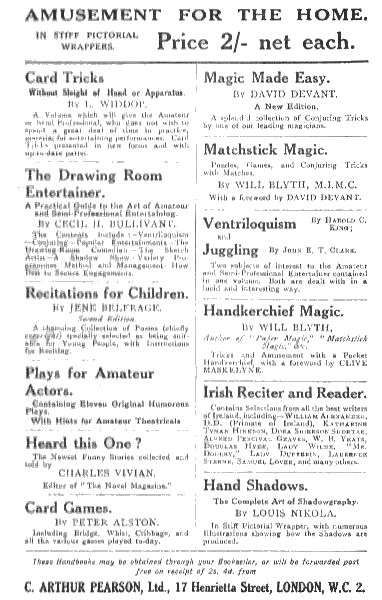 AMUSEMENT FOR THE HOME.
IN STIFF PICTORIAL
WRAPPERS.
Price 2/- net each.
Card Tricks
Without Sleight of Hand or Apparatus.
By L. WIDDOP.
A Volume which will give the Amateur
or Semi-Professional, who does not wish to
spend a great deal of time in practice,
material for entertaining performances. Card
Tricks presented in new forms and with
up-to-date patter.
The Drawing Room
Entertainer.
A Practical Guide to the Art of Amateur
and Semi-Professional Entertaining.
By CECIL H. BULLIVANT.
The Contents include:—Ventriloquism
—Conjuring—Popular Entertainments—The
Drawing Room Comedian—The Sketch
Artist—A Shadow Show—Variety Pro-
grammes—Method and Management—How
to Secure Engagements.
Recitations for Children.
By JENE BELFRAGE.
Second Edition.
A charming Collection of Poems (chiefly
copyright) specially selected as being suit-
able for Young People, with Instructions
for Reciting.
Plays for Amateur
Actors.
Containing Eleven Original Humorous
Plays.
With Hints for Amateur Theatricals
Heard this One?
The Newest Funny Stories collected and
told by
CHARLES VIVIAN,
Editor of "The Novel Magazine."
Card Games.
By PETER ALSTON.
Including Bridge, Whist, Cribbage, and
all the various games played to-day.
Magic Made Easy.
By DAVID DEVANT.
A New Edition.
A splendid collection of Conjuring Tricks
by one of our leading magicians.
Matchstick Magic.
Puzzles, Games, and Conjuring Tricks
with Matches.
By WILL BLYTH, M.I.M.C.
With a foreword by DAVID DEVANT.
Ventriloquism By HAROLD C.
KING;
and
Juggling By JOHN E. T. CLARK.
Two subjects of interest to the Amateur
and Semi-Professional Entertainer contained
in one volume. Both are dealt with in a
lucid and interesting way.
Handkerchief Magic.
By WILL BLYTH,
Author of "Paper Magic," "Matchstick
Magic," &c.
Tricks and Amusement with a Pocket
Handkerchief, with a foreword by CLIVE
MASKELYNE.
Irish Reciter and Reader.
Contains Selections from all the best writers
of Ireland, including—WILLIAM ALEXANDER,
D.D. (Primate of Ireland), KATHARINE
TYNAN HINKSON, DORA SIGERSON SHORTER,
ALFRED PERCIVAL GRAVES, W. B. YEATS,
DOUGLAS HYDE, LADY WILDE, "MR.
DOOLEY," LADY DUFFERIN, LAURENCE
STERNE, SAMUEL LOVER, and many others.
Hand Shadows.
The Complete Art of Shadowgraphy.
By LOUIS NIKOLA.
In Stiff Pictorial Wrapper, with numerous
Illustrations showing how the Shadows are
produced.
These Handbooks may be obtained through your Bookseller, or will be forwarded post
free on receipt of 2s. 4d. from
C. ARTHUR PEARSON, Ltd., 17 Henrietta Street, LONDON, W.C. 2.